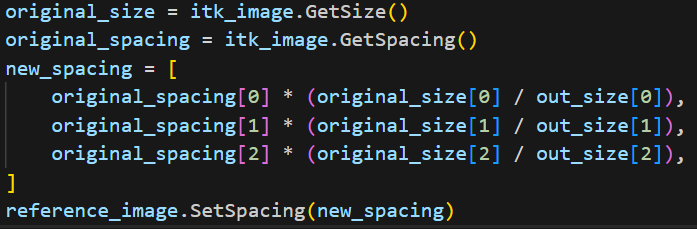 original_size = itk_image.GetSize()
original_spacing = itk_image.GetSpacing()
new_spacing = [
    original_spacing[0] * (original_size[0] / out_size[0]),
    original_spacing[1] * (original_size[1] / out_size[1]),
    original_spacing[2] * (original_size[2] / out_size[2]),
]
reference_image.SetSpacing(new_spacing)